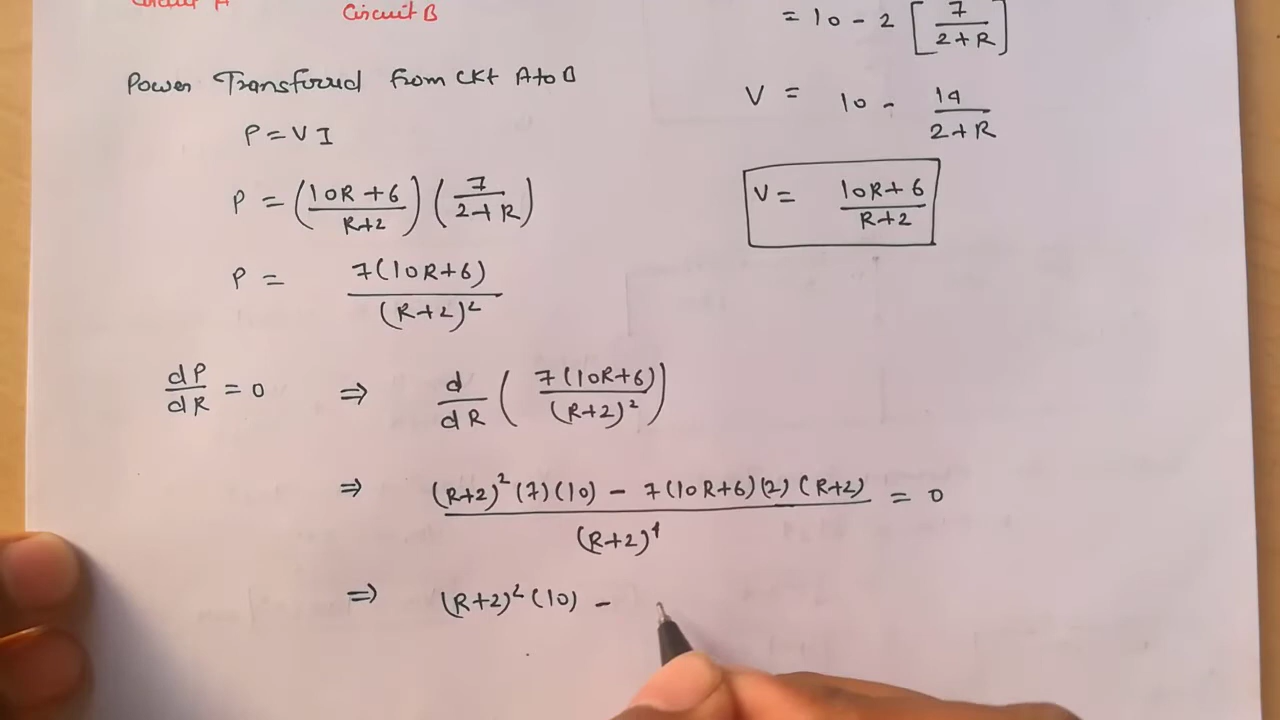 Circuit A
Circuit B
Power Transfured from CKt A to B
P = V I
P = (10R + 6 / R+2) (7 / 2+R)
P = 7(10R+6) / (R+2)²
dP/dR = 0 ⇒ d/dR (7(10R+6) / (R+2)²)
⇒ (R+2)²(7)(10) - 7(10R+6)(2)(R+2) / (R+2)⁴ = 0
⇒ (R+2)²(10) -
= 10 - 2 [7 / 2+R]
V = 10 - 14 / 2+R
V = 10R+6 / R+2